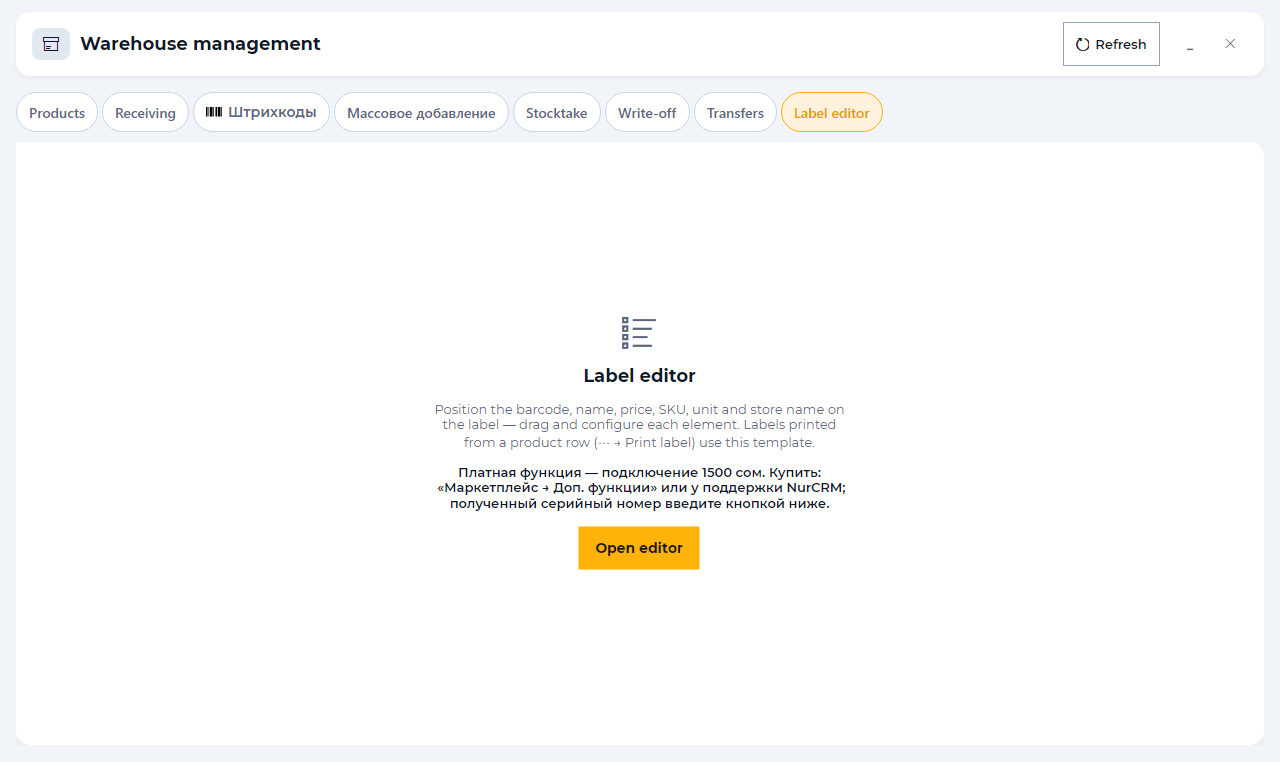 Warehouse management
Refresh
Products
Receiving
Штрихкоды
Массовое добавление
Stocktake
Write-off
Transfers
Label editor
Label editor
Position the barcode, name, price, SKU, unit and store name on
the label — drag and configure each element. Labels printed
from a product row (··· → Print label) use this template.
Платная функция — подключение 1500 сом. Купить:
«Маркетплейс → Доп. функции» или у поддержки NurCRM;
полученный серийный номер введите кнопкой ниже.
Open editor